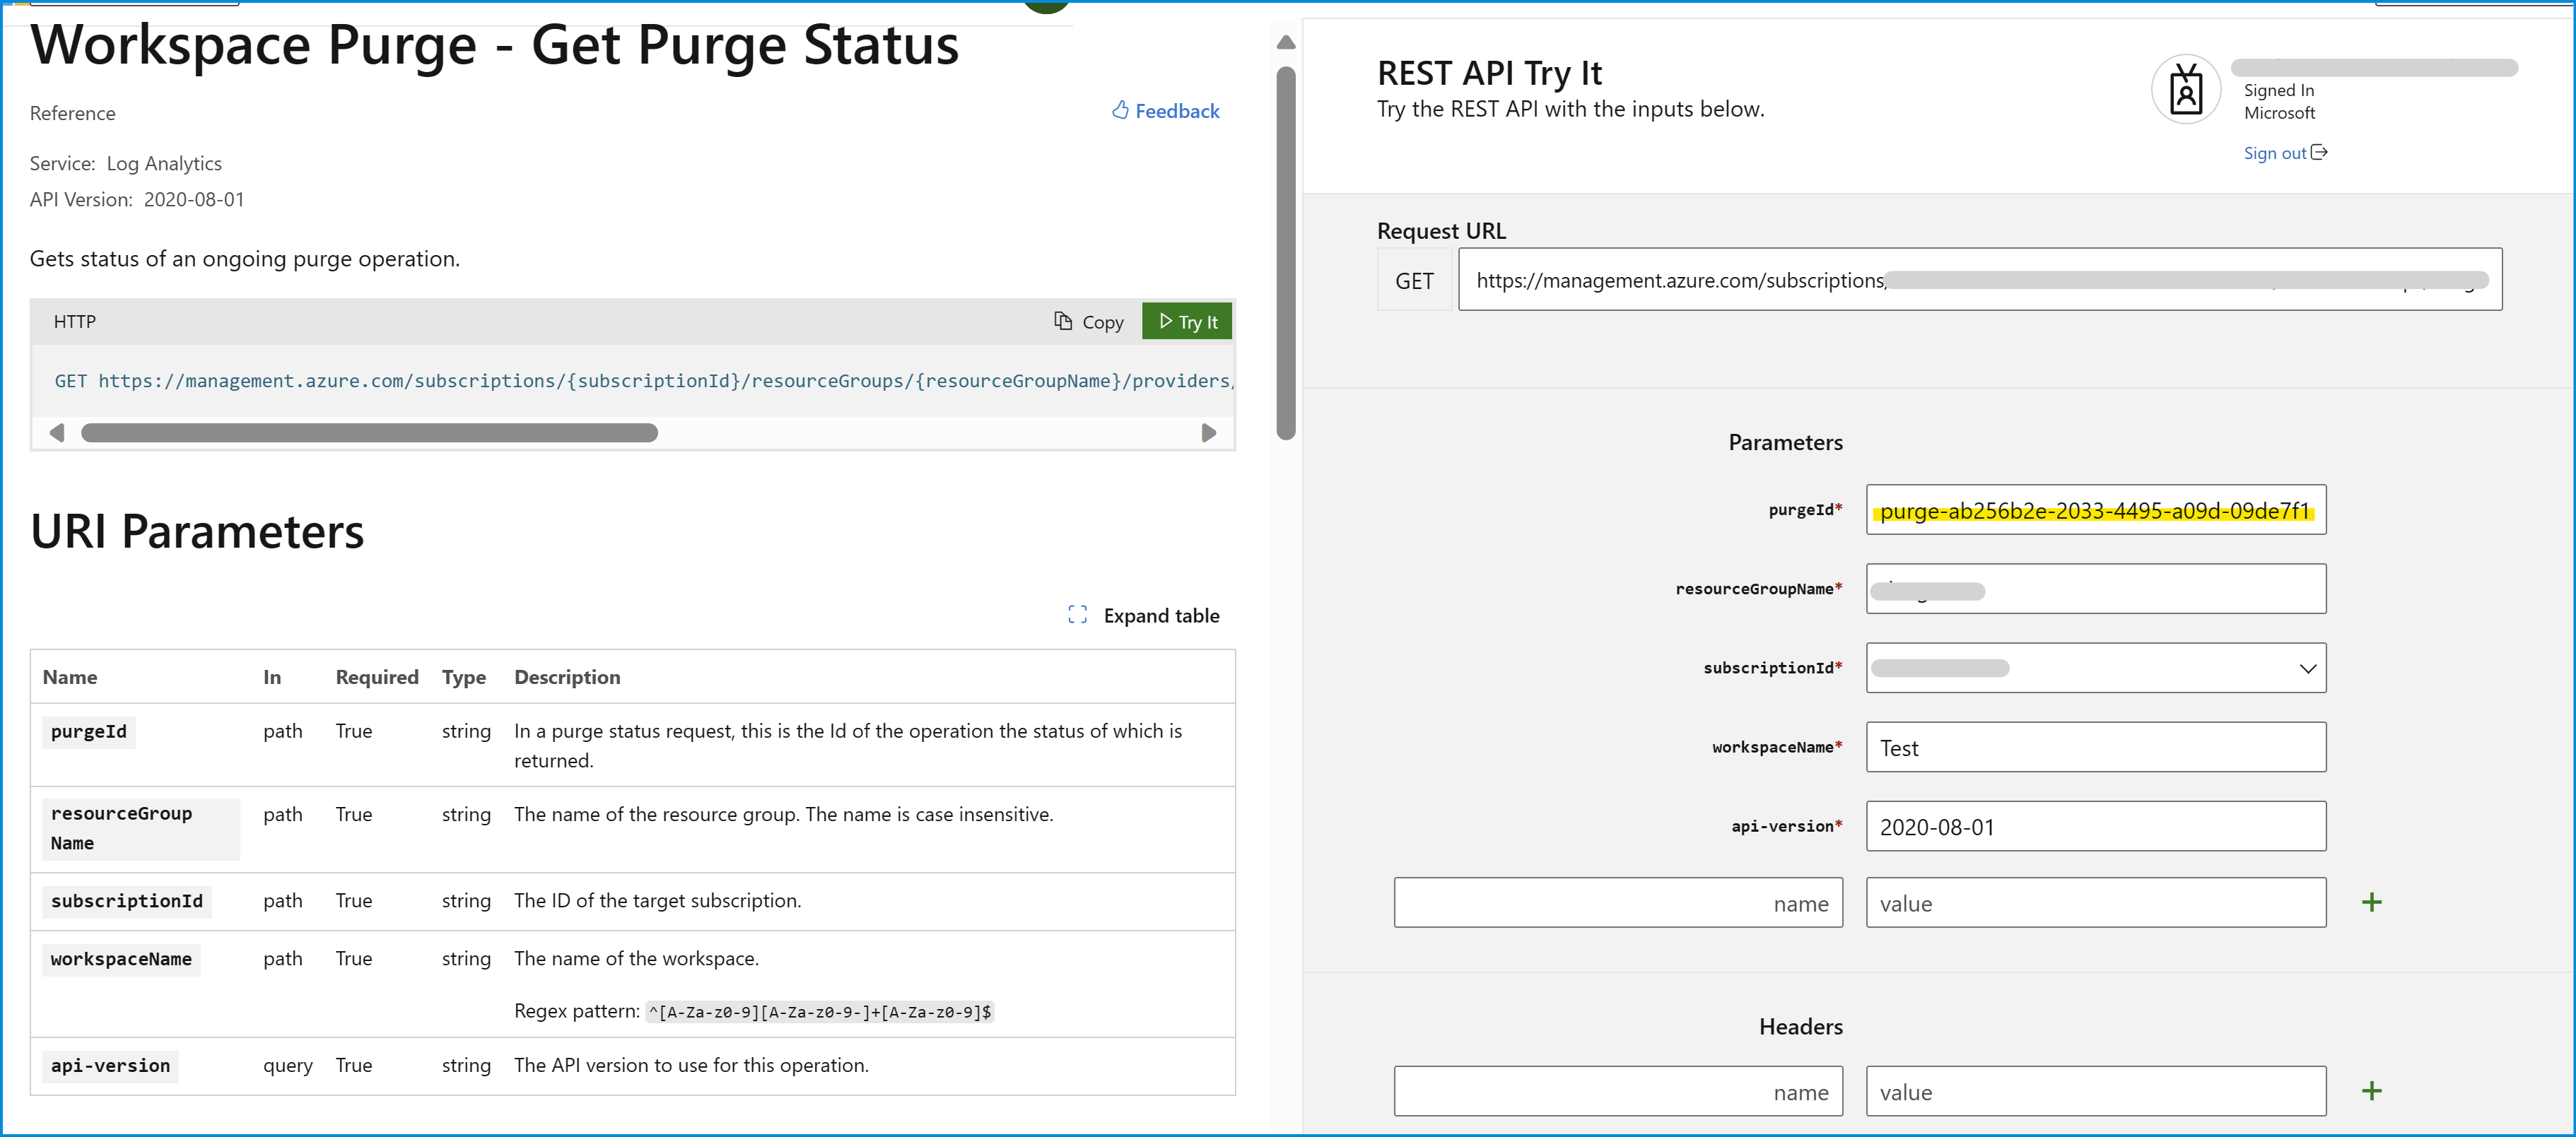 Workspace Purge - Get Purge Status
Reference
Feedback
Service: Log Analytics
API Version: 2020-08-01
Gets status of an ongoing purge operation.
HTTP
Copy
Try It
GET https://management.azure.com/subscriptions/{subscriptionId}/resourceGroups/{resourceGroupName}/providers/
URI Parameters
Expand table
Name In Required Type Description
purgeId path True string In a purge status request, this is the Id of the operation the status of which is
returned.
resourceGroup path True string The name of the resource group. The name is case insensitive.
Name
subscriptionId path True string The ID of the target subscription.
workspaceName path True string The name of the workspace.
Regex pattern: ^[A-Za-z0-9][A-Za-z0-9-]+[A-Za-z0-9]$
api-version query True string The API version to use for this operation.
REST API Try It
Try the REST API with the inputs below.
Signed In
Microsoft
Sign out
Request URL
GET https://management.azure.com/subscriptions/
Parameters
purgeId* purge-ab256b2e-2033-4495-a09d-09de7f1
resourceGroupName*
subscriptionId*
workspaceName* Test
api-version* 2020-08-01
name value +
Headers
name value +